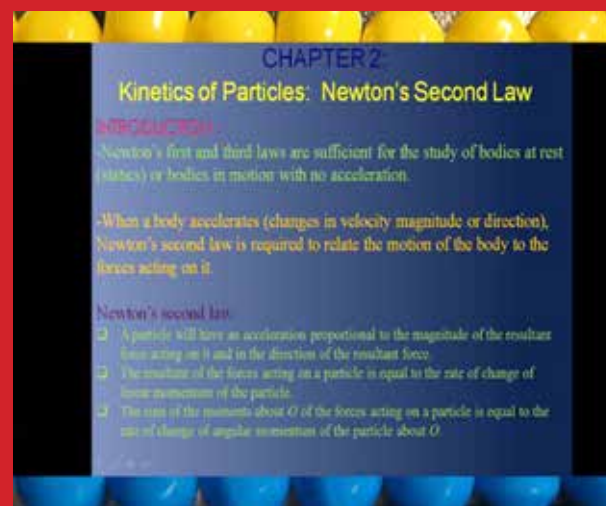 CHAPTER 2:
Kinetics of Particles: Newton's Second Law
INTRODUCTION :
-Newton's first and third laws are sufficient for the study of bodies at rest
(statics) or bodies in motion with no acceleration.
-When a body accelerates (changes in velocity magnitude or direction),
Newton's second law is required to relate the motion of the body to the
forces acting on it.
Newton's second law:
A particle will have an acceleration proportional to the magnitude of the resultant
force acting on it and in the direction of the resultant force.
The resultant of the forces acting on a particle is equal to the rate of change of
linear momentum of the particle.
The sum of the moments about O of the forces acting on a particle is equal to the
rate of change of angular momentum of the particle about O.